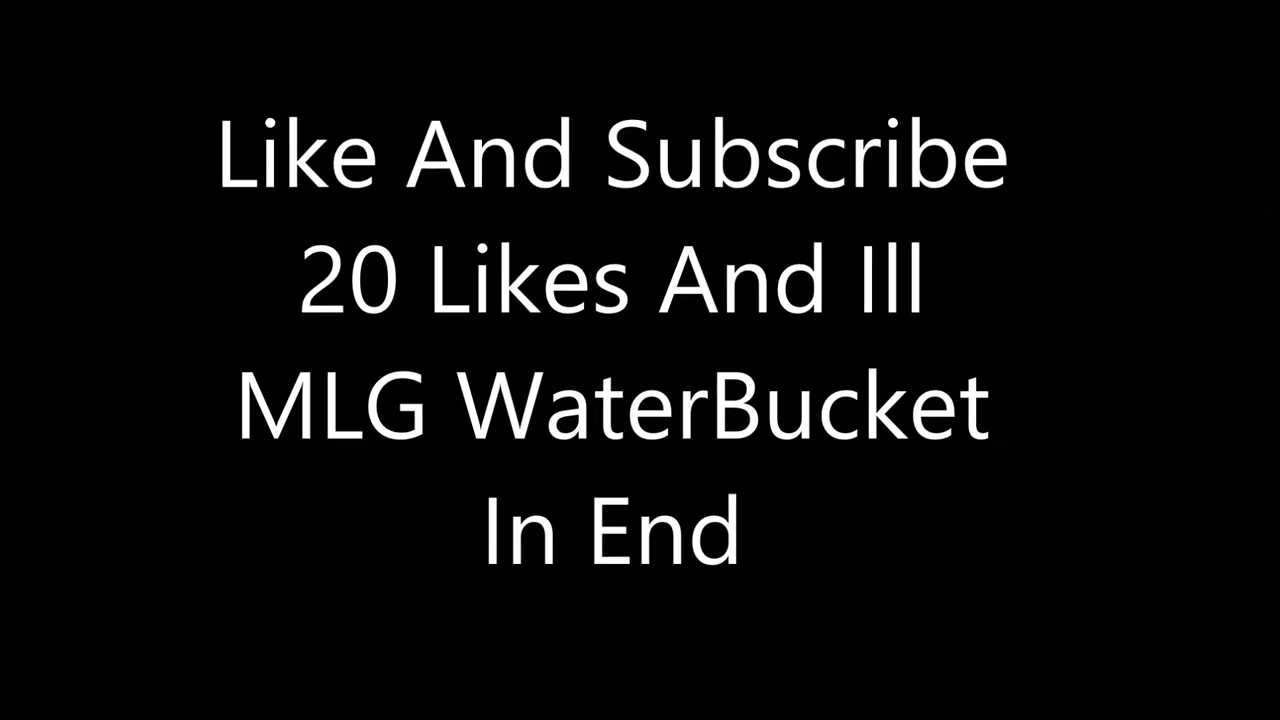 Like And Subscribe
20 Likes And Ill
MLG WaterBucket
In End